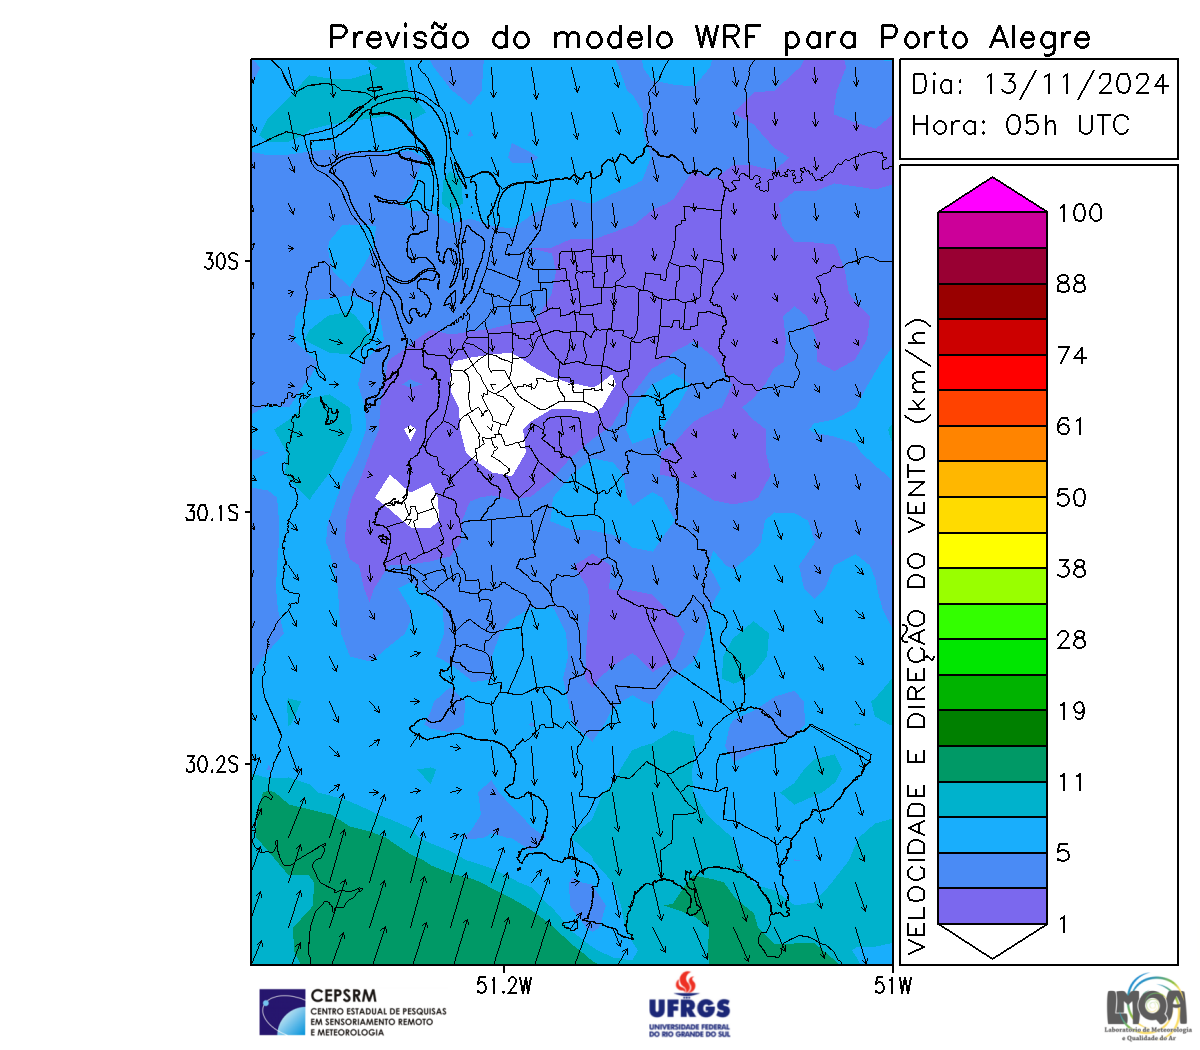 Previsão do modelo WRF para Porto Alegre
Dia: 13/11/2024
Hora: 05h UTC
30S
30.1S
30.2S
51.2W
51W
VELOCIDADE E DIREÇÃO DO VENTO (km/h)
100
88
74
61
50
38
28
19
11
5
1
CEPSRM
CENTRO ESTADUAL DE PESQUISAS
EM SENSORIAMENTO REMOTO
E METEOROLOGIA
UFRGS
UNIVERSIDADE FEDERAL
DO RIO GRANDE DO SUL
LMQA
Laboratório de Meteorologia
e Qualidade do Ar